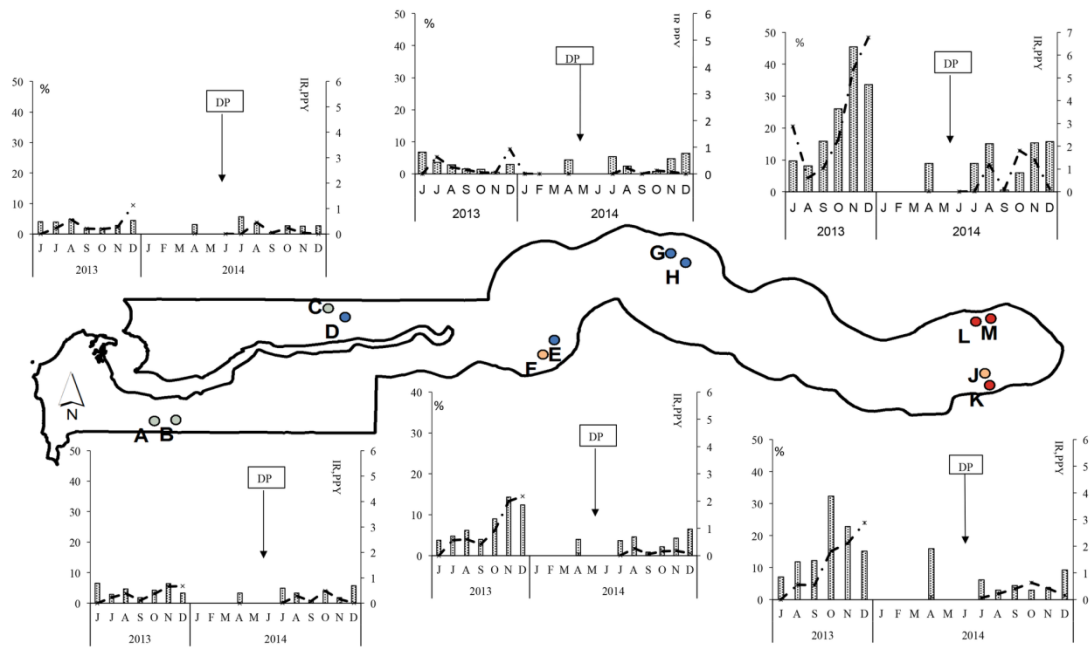 %
IR,PPY
50
40
30
20
10
0
6
5
4
3
2
1
0
DP
J J A S O N D J F M A M J J A S O N D
2013 2014
%
IR,PPY
50
40
30
20
10
0
6
5
4
3
2
1
0
DP
J J A S O N D J F M A M J J A S O N D
2013 2014
%
IR,PPY
50
40
30
20
10
0
7
6
5
4
3
2
1
0
DP
J A S O N D J F M A M J J A S O N D
2013 2014
G
H
C
D
E
F
L
M
J
K
N
A
B
%
IR,PPY
50
40
30
20
10
0
6
5
4
3
2
1
0
DP
J J A S O N D J F M A M J J A S O N D
2013 2014
%
IR,PPY
40
30
20
10
0
6
5
4
3
2
1
0
DP
J J A S O N D J F M A M J J A S O N D
2013 2014
%
IR,PPY
50
40
30
20
10
0
6
5
4
3
2
1
0
DP
J A S O N D J F M A M J J A S O N D
2013 2014